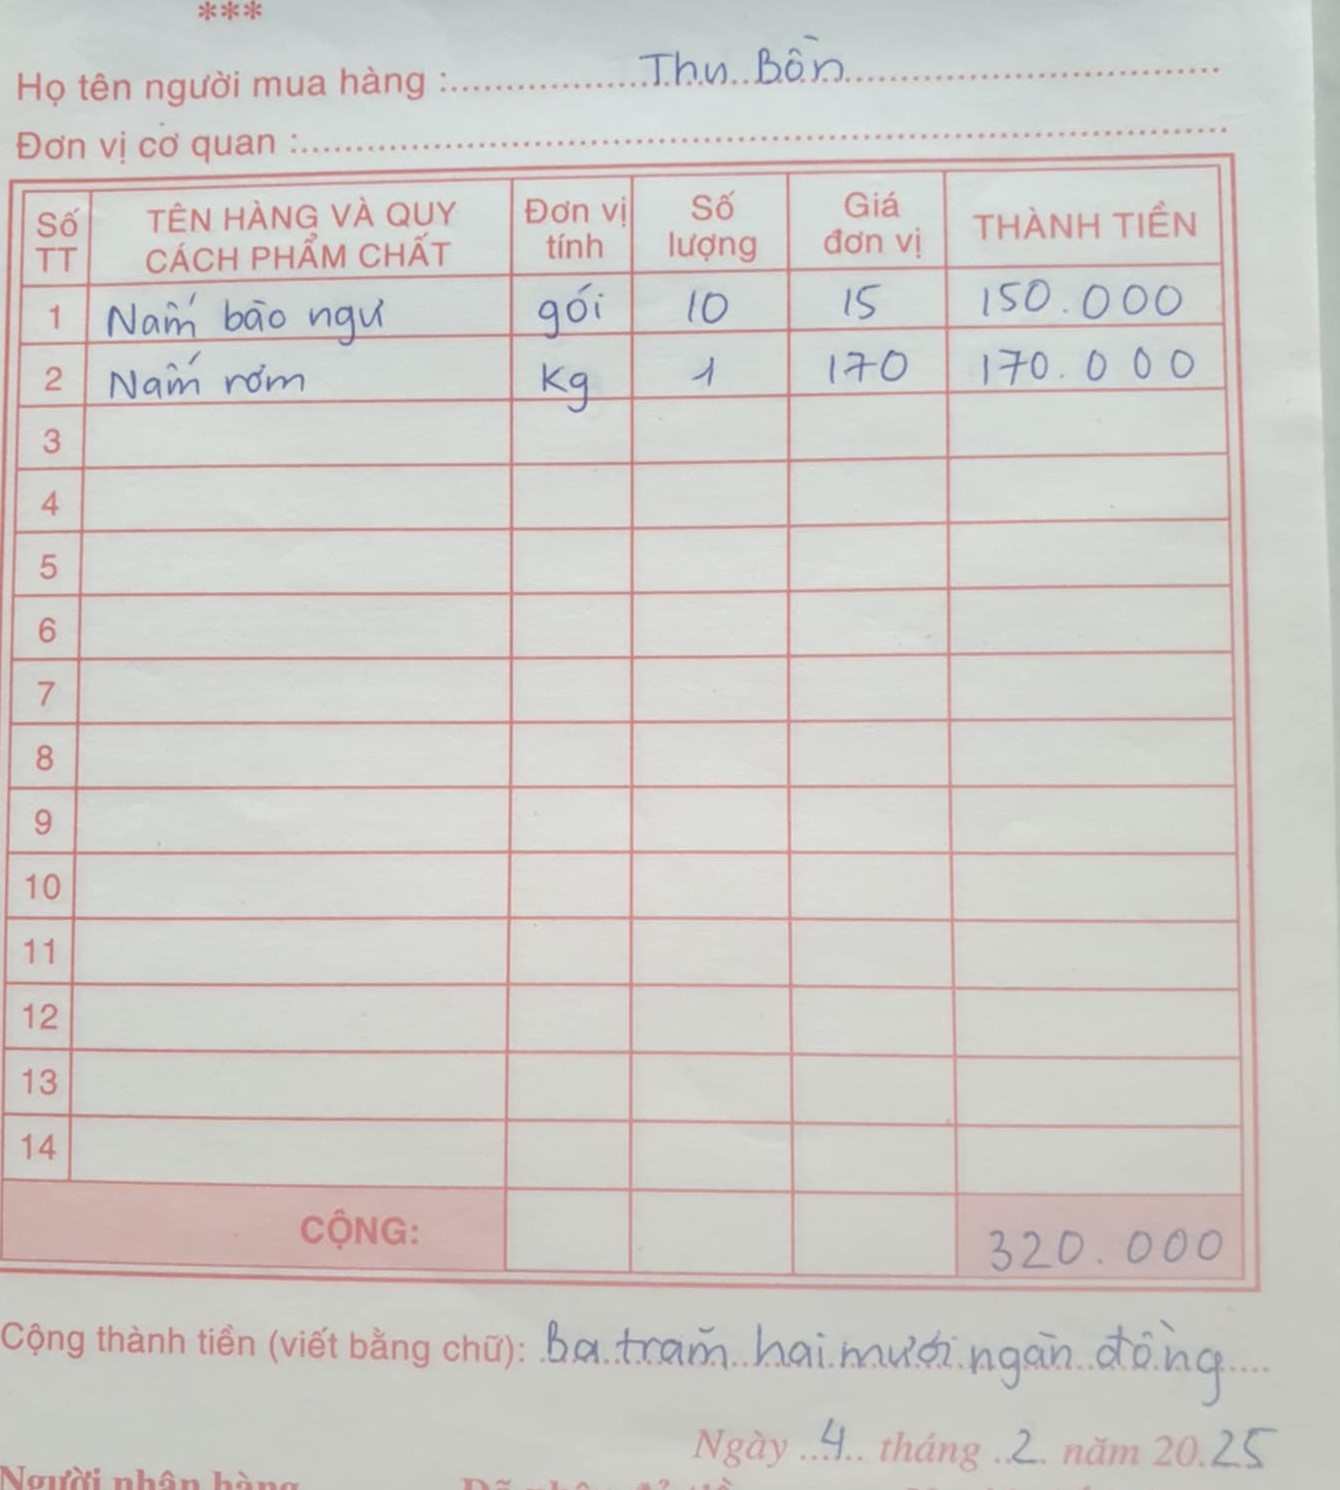 ***
Họ tên người mua hàng : Thu Bồn
Đơn vị cơ quan :
Số TT TÊN HÀNG VÀ QUY CÁCH PHẨM CHẤT Đơn vị tính Số lượng Giá đơn vị THÀNH TIỀN
1 Nấm bào ngư gói 10 15 150.000
2 Nấm rơm Kg 1 170 170.000
3
4
5
6
7
8
9
10
11
12
13
14
CỘNG: 320.000
Cộng thành tiền (viết bằng chữ): Ba trăm hai mươi ngàn đồng
Ngày 4 tháng 2 năm 2025
Người nhận hàng